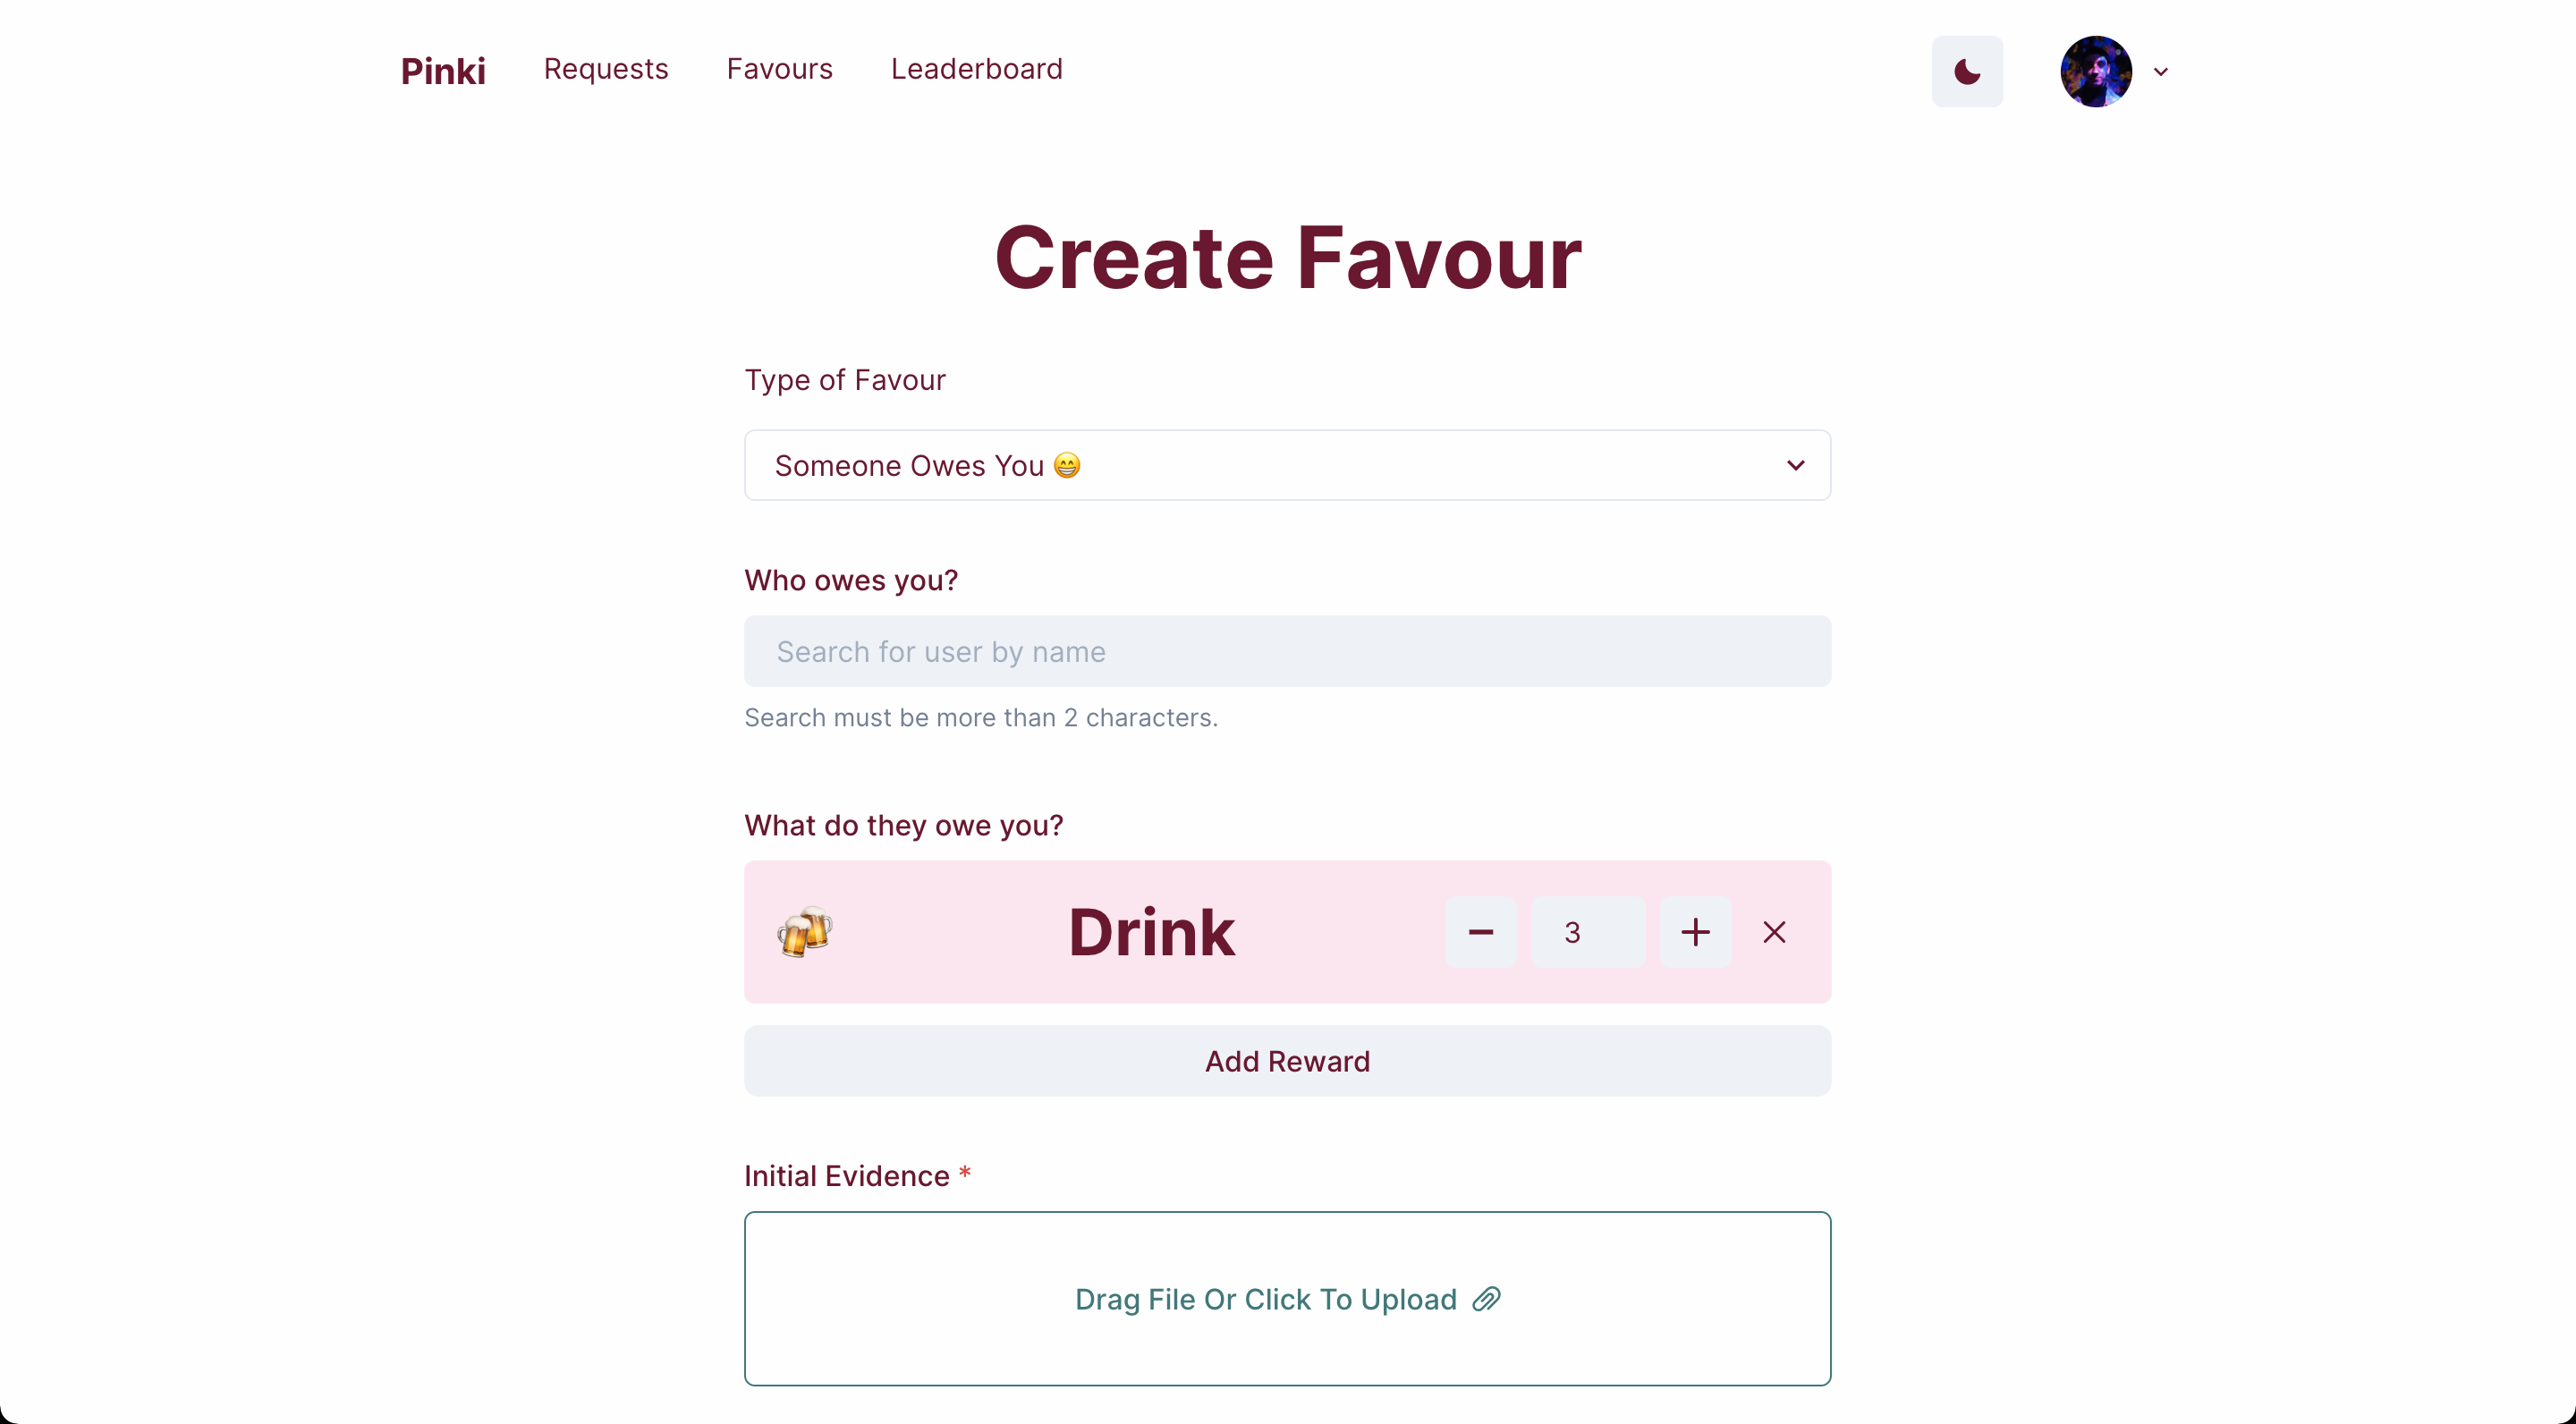 Pinki Requests Favours Leaderboard
Create Favour
Type of Favour
Someone Owes You 😁
Who owes you?
Search for user by name
Search must be more than 2 characters.
What do they owe you?
🍻 Drink 3
Add Reward
Initial Evidence *
Drag File Or Click To Upload